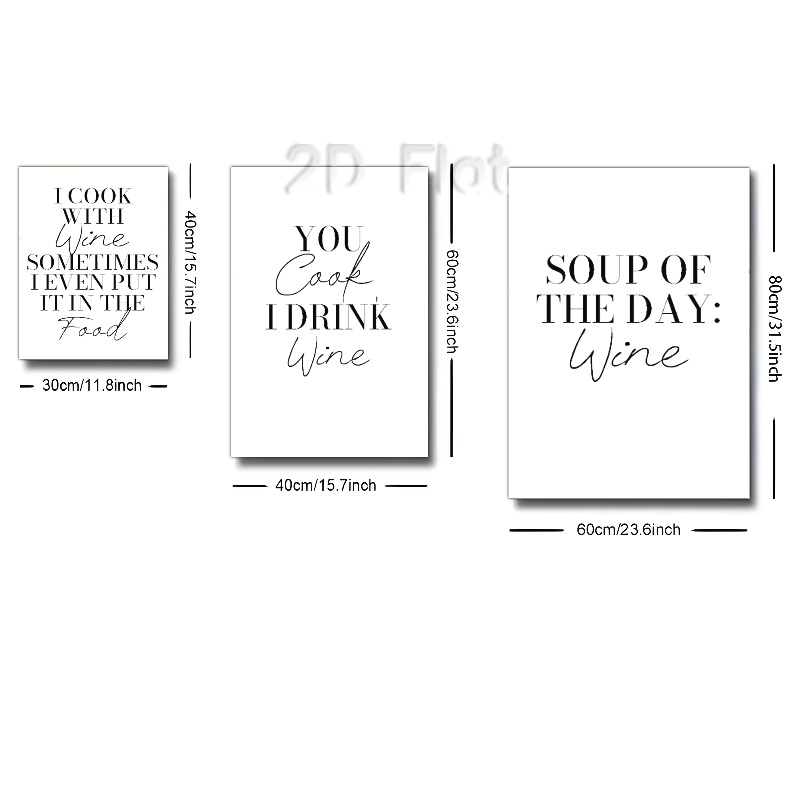 2D Flat
I COOK
WITH
Wine
SOMETIMES
I EVEN PUT
IT IN THE
Food
40cm/15.7inch
30cm/11.8inch
YOU
Cook
I DRINK
Wine
60cm/23.6inch
40cm/15.7inch
SOUP OF
THE DAY:
Wine
80cm/31.5inch
60cm/23.6inch